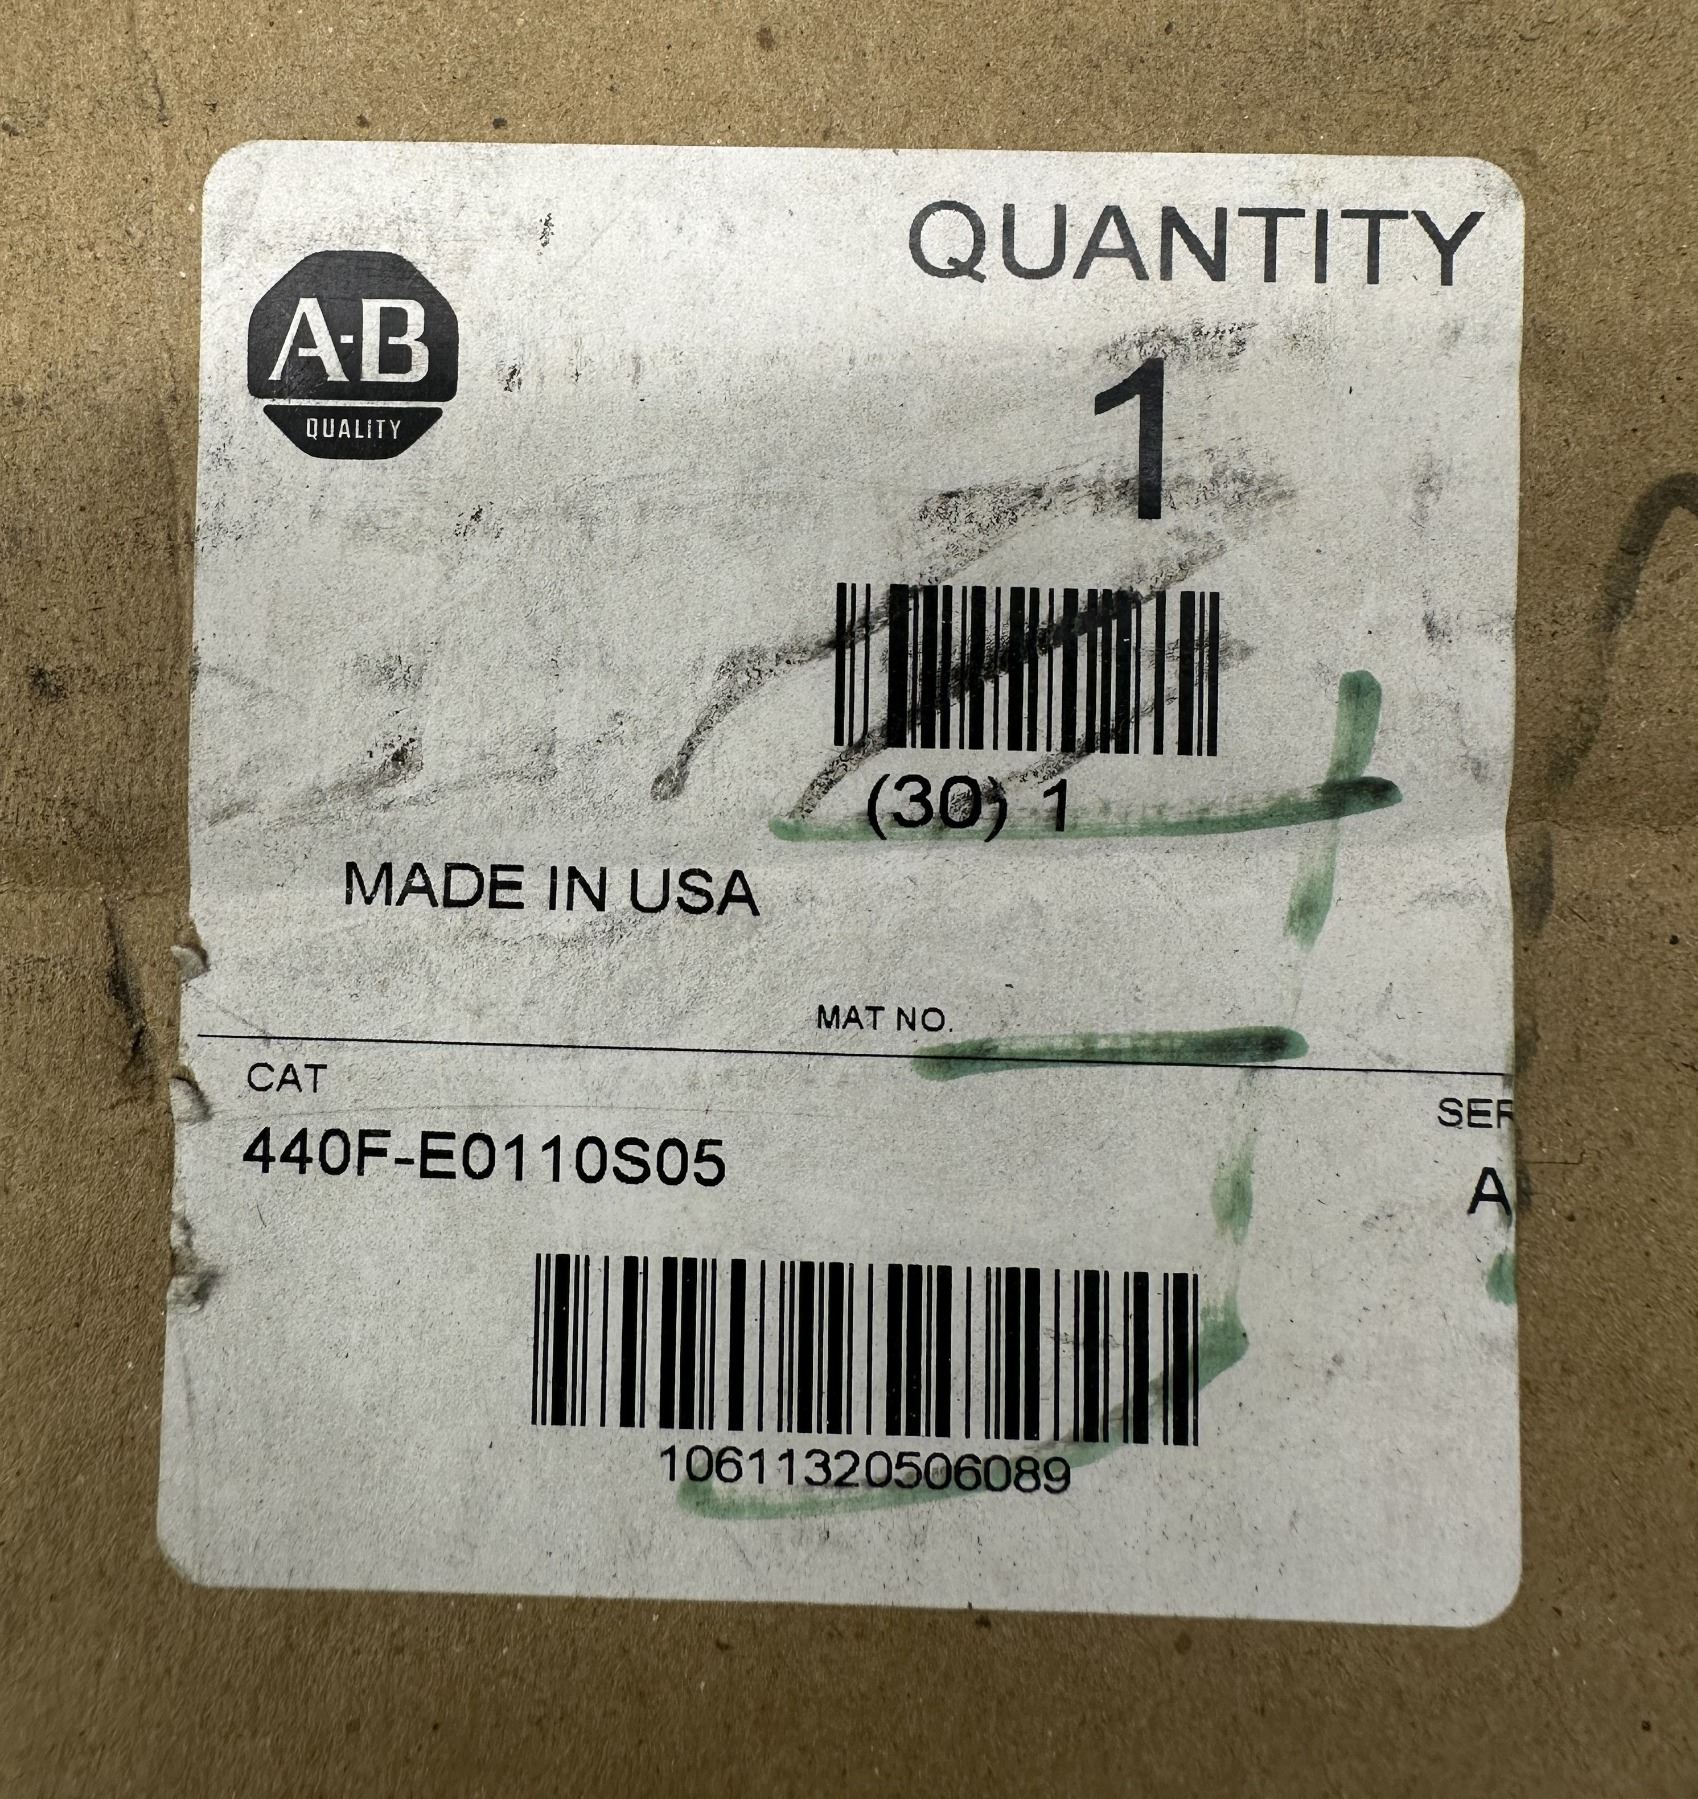 A-B
QUALITY
QUANTITY
1
(30) 1
MADE IN USA
MAT NO.
CAT
SER
440F-E0110S05
A
10611320506089